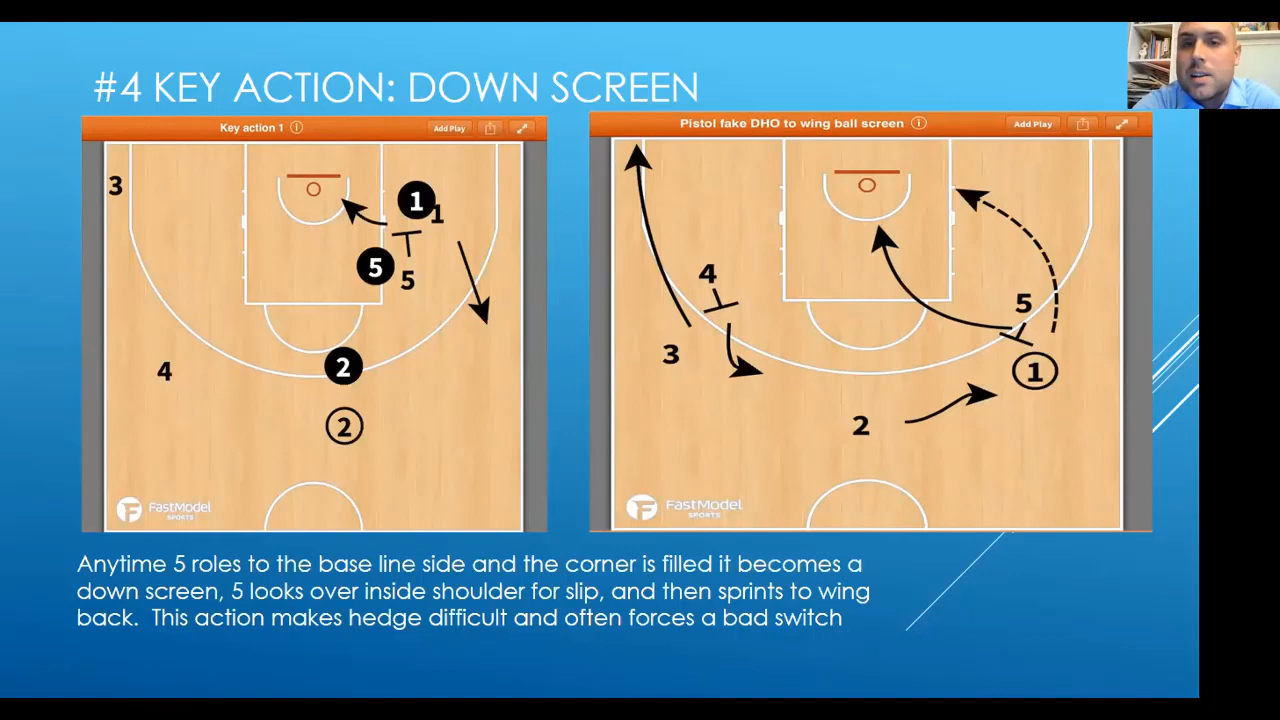 #4 KEY ACTION: DOWN SCREEN
Key action 1 i
Add Play
3
1
1
5
5
4
2
2
FastModel
SPORTS
Pistol fake DHO to wing ball screen i
Add Play
4
5
3
1
2
FastModel
SPORTS
Anytime 5 roles to the base line side and the corner is filled it becomes a
down screen, 5 looks over inside shoulder for slip, and then sprints to wing
back. This action makes hedge difficult and often forces a bad switch